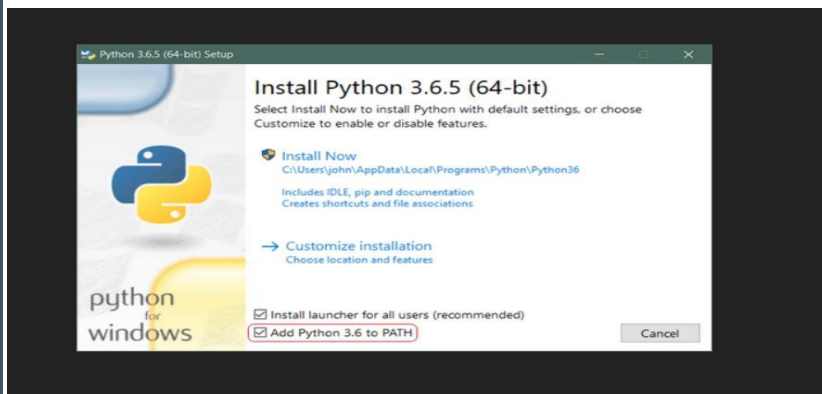 Python 3.6.5 (64-bit) Setup
Install Python 3.6.5 (64-bit)
Select Install Now to install Python with default settings, or choose
Customize to enable or disable features.
Install Now
C:\Users\john\AppData\Local\Programs\Python\Python36
Includes IDLE, pip and documentation
Creates shortcuts and file associations
Customize installation
Choose location and features
python
for
windows
Install launcher for all users (recommended)
Add Python 3.6 to PATH
Cancel